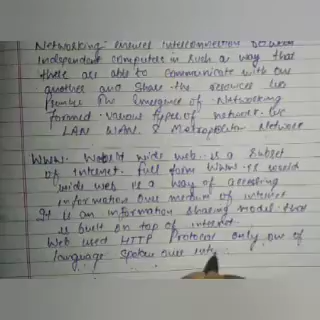 Networking ensures interconnection between
independent computers in such a way that
these are able to communicate with one
another and share the resources
The emergence of Networking
formed various types of network
LAN WAN & Metropolitan Network
WWW. World wide web is a subset
of internet. full form WWW is world
wide web is a way of accessing
information over medium of internet
It is an information sharing model that
is built on top of internet.
Web used HTTP Protocol only one of
language spoken over